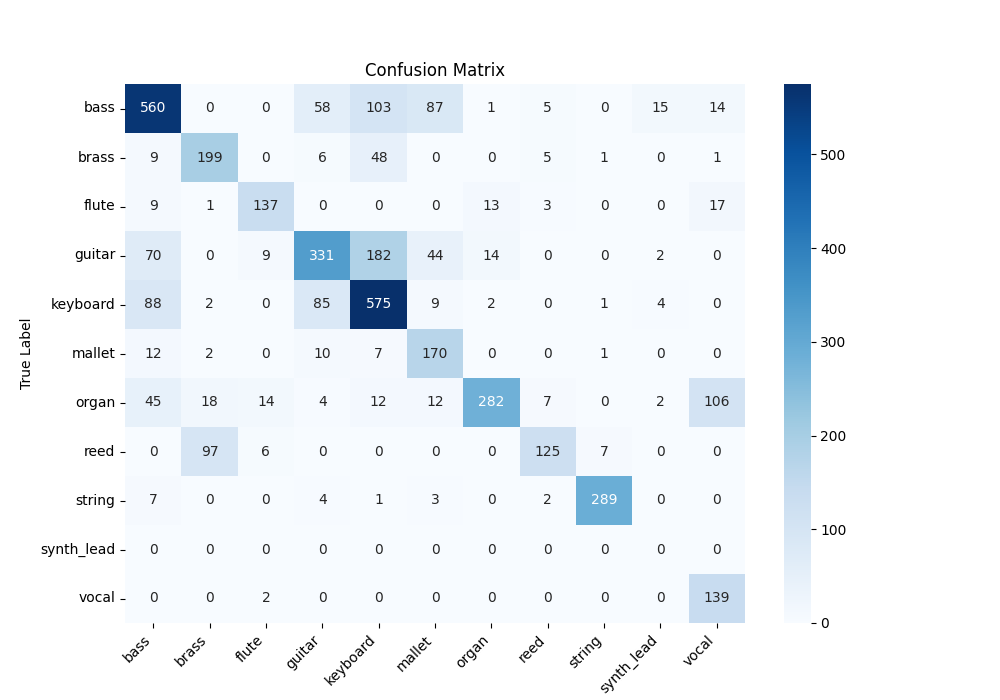 Confusion Matrix
True Label
bass 560 0 0 58 103 87 1 5 0 15 14
brass 9 199 0 6 48 0 0 5 1 0 1
flute 9 1 137 0 0 0 13 3 0 0 17
guitar 70 0 9 331 182 44 14 0 0 2 0
keyboard 88 2 0 85 575 9 2 0 1 4 0
mallet 12 2 0 10 7 170 0 0 1 0 0
organ 45 18 14 4 12 12 282 7 0 2 106
reed 0 97 6 0 0 0 0 125 7 0 0
string 7 0 0 4 1 3 0 2 289 0 0
synth_lead 0 0 0 0 0 0 0 0 0 0 0
vocal 0 0 2 0 0 0 0 0 0 0 139
bass brass flute guitar keyboard mallet organ reed string synth_lead vocal
500
400
300
200
100
0